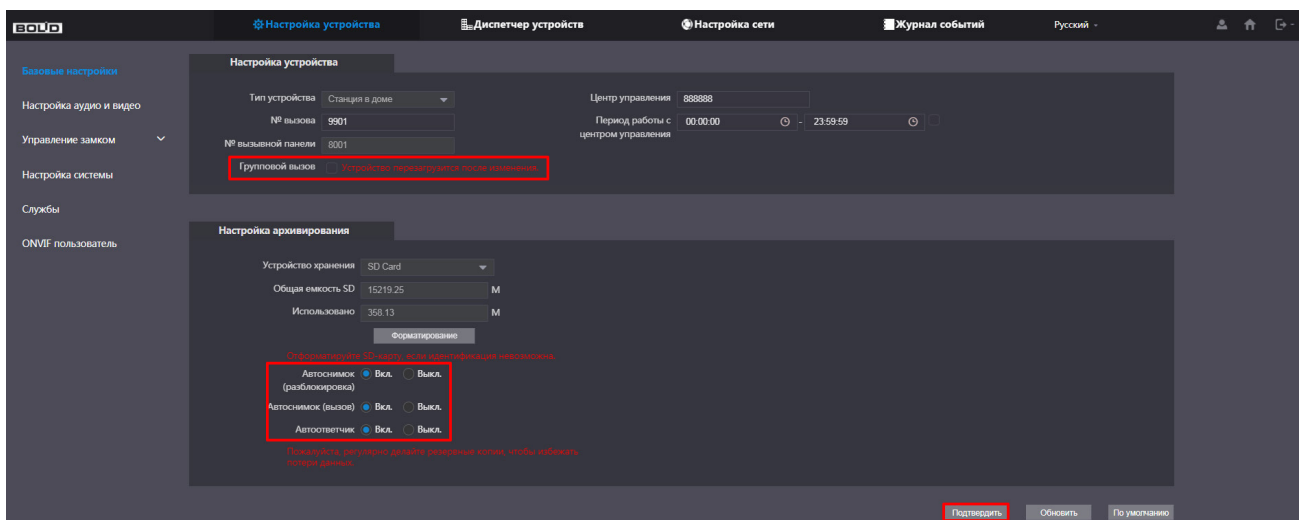 BOLID
Настройка устройства
Диспетчер устройств
Настройка сети
Журнал событий
Русский
Базовые настройки
Настройка аудио и видео
Управление замком
Настройка системы
Службы
ONVIF пользователь
Настройка устройства
Тип устройства Станция в доме
№ вызова 9901
№ вызывной панели 8001
Групповой вызов Устройство перезагрузится после изменения
Центр управления 888888
Период работы с 00:00:00 - 23:59:59
центром управления
Настройка архивирования
Устройство хранения SD Card
Общая емкость SD 15219.25 M
Использовано 358.13 M
Форматирование
Отформатируйте SD-карту, если идентификация невозможна.
Автоснимок Вкл. Выкл.
(разблокировка)
Автоснимок (вызов) Вкл. Выкл.
Автоответчик Вкл. Выкл.
Пожалуйста, регулярно делайте резервные копии, чтобы избежать
потери данных.
Подтвердить Обновить По умолчанию